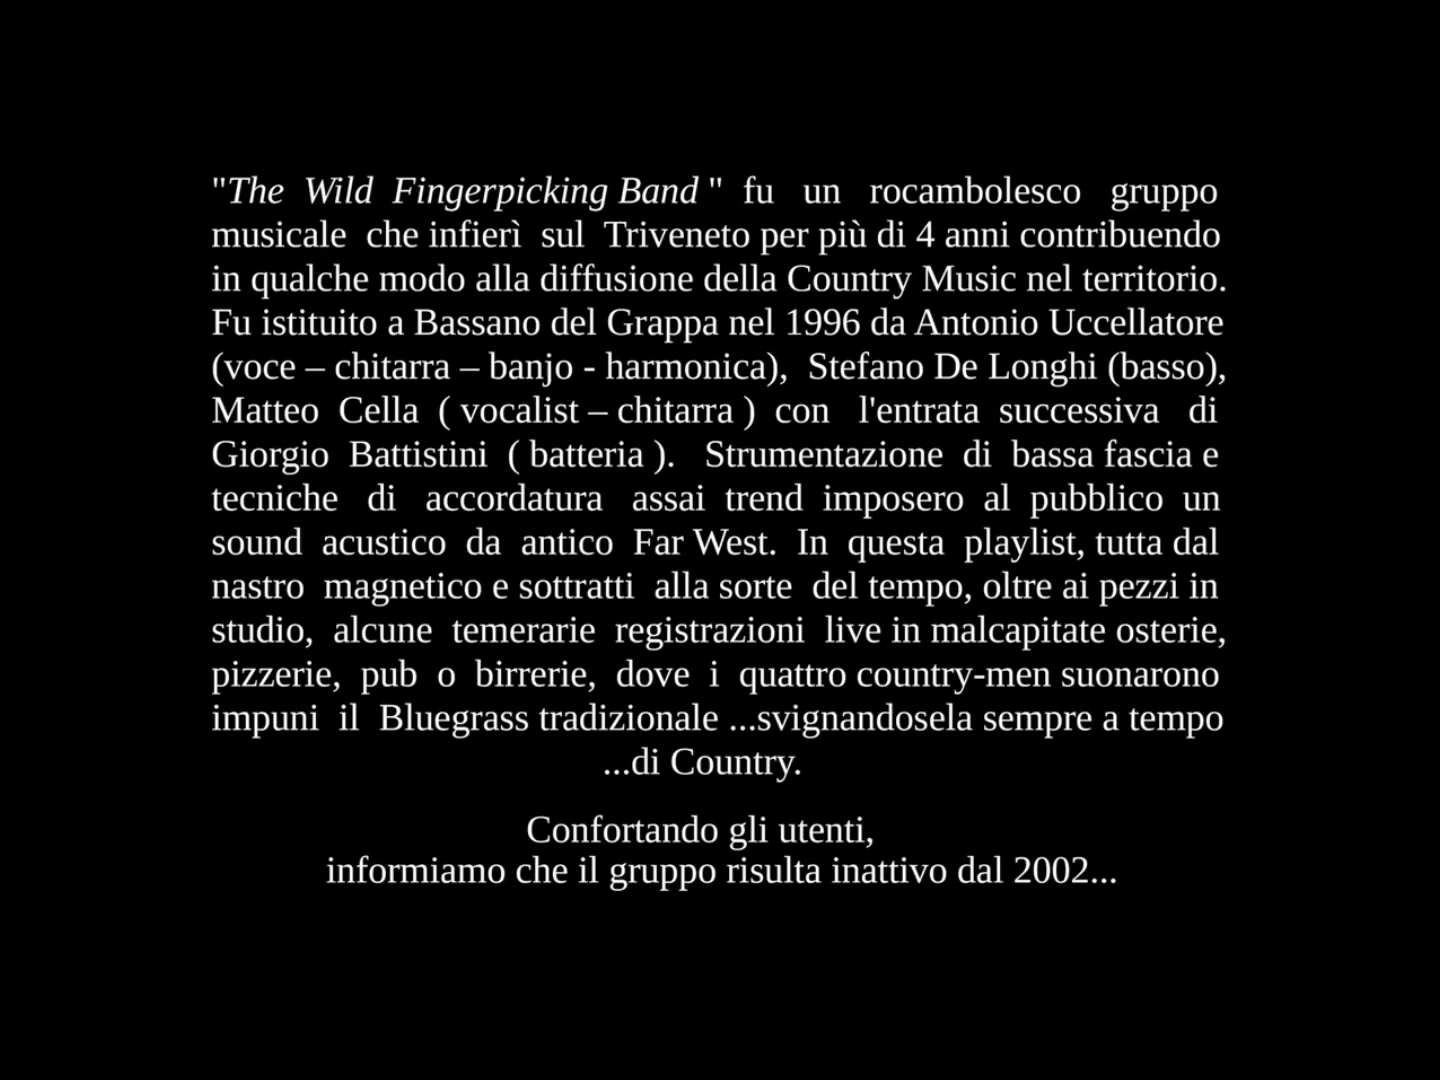 "The Wild Fingerpicking Band " fu un rocambolesco gruppo
musicale che infierì sul Triveneto per più di 4 anni contribuendo
in qualche modo alla diffusione della Country Music nel territorio.
Fu istituito a Bassano del Grappa nel 1996 da Antonio Uccellatore
(voce – chitarra – banjo - harmonica), Stefano De Longhi (basso),
Matteo Cella ( vocalist – chitarra ) con l'entrata successiva di
Giorgio Battistini ( batteria ). Strumentazione di bassa fascia e
tecniche di accordatura assai trend imposero al pubblico un
sound acustico da antico Far West. In questa playlist, tutta dal
nastro magnetico e sottratti alla sorte del tempo, oltre ai pezzi in
studio, alcune temerarie registrazioni live in malcapitate osterie,
pizzerie, pub o birrerie, dove i quattro country-men suonarono
impuni il Bluegrass tradizionale ...svignandosela sempre a tempo
...di Country.
Confortando gli utenti,
informiamo che il gruppo risulta inattivo dal 2002...